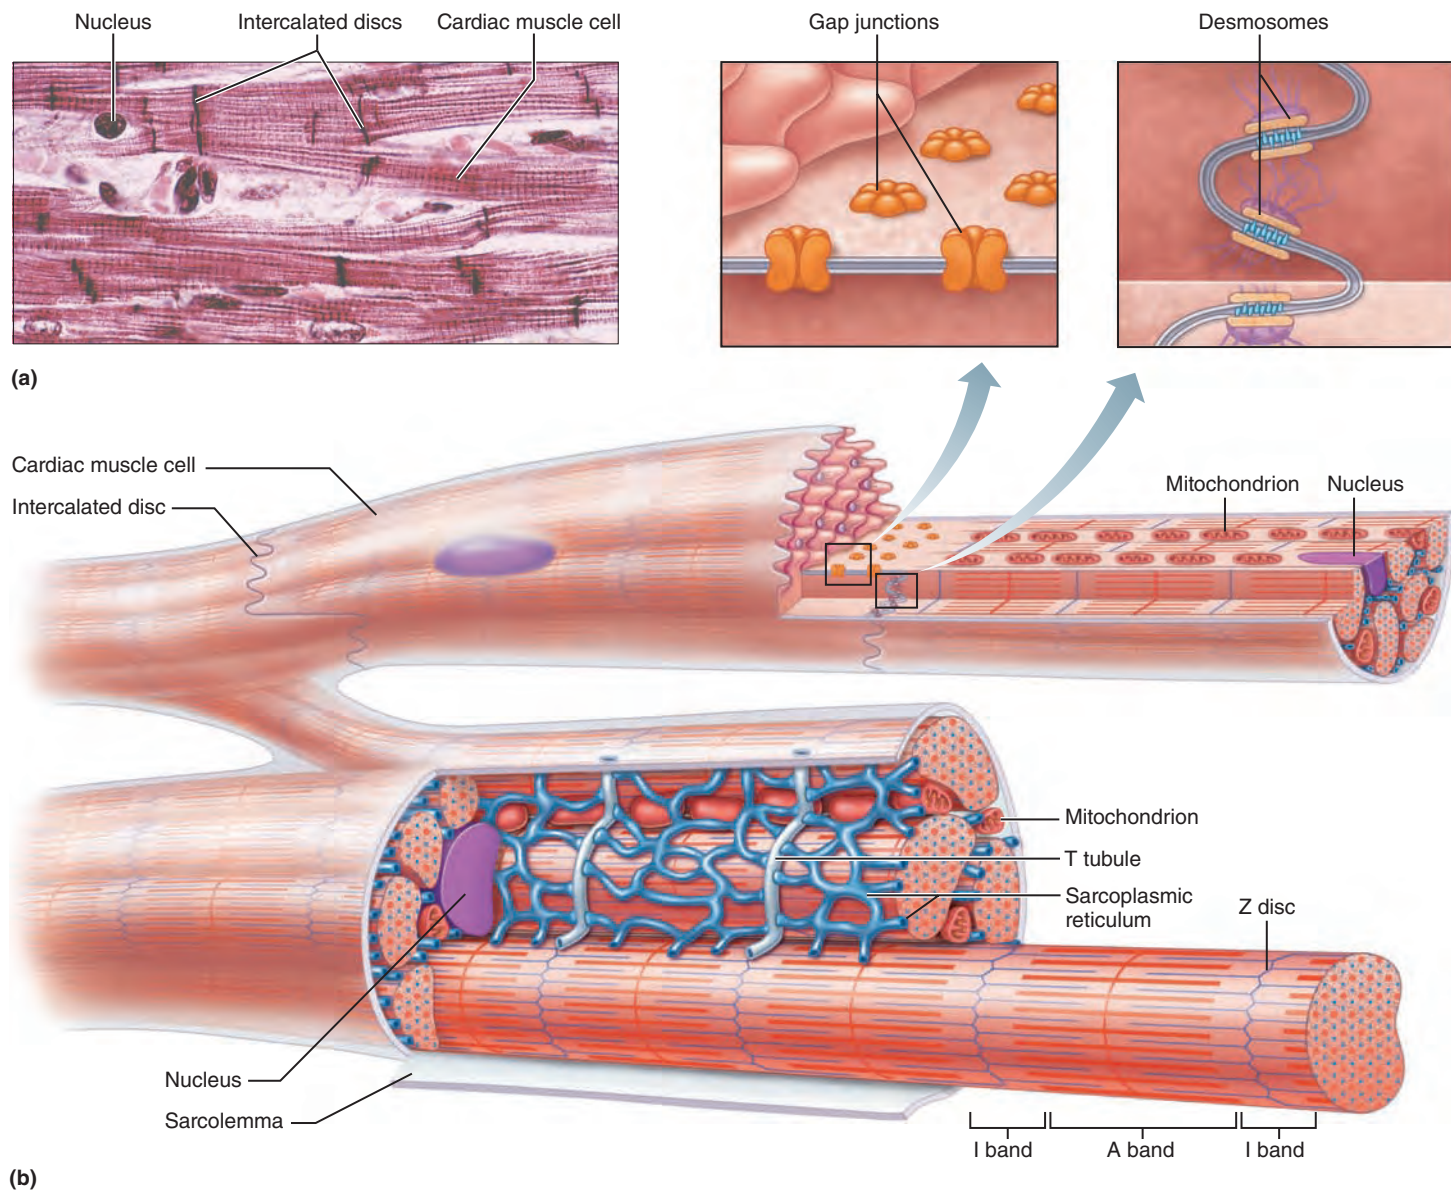 Nucleus
Intercalated discs
Cardiac muscle cell
Gap junctions
Desmosomes
(a)
Cardiac muscle cell
Intercalated disc
Mitochondrion
Nucleus
Mitochondrion
T tubule
Sarcoplasmic
reticulum
Z disc
Nucleus
Sarcolemma
I band
A band
I band
(b)